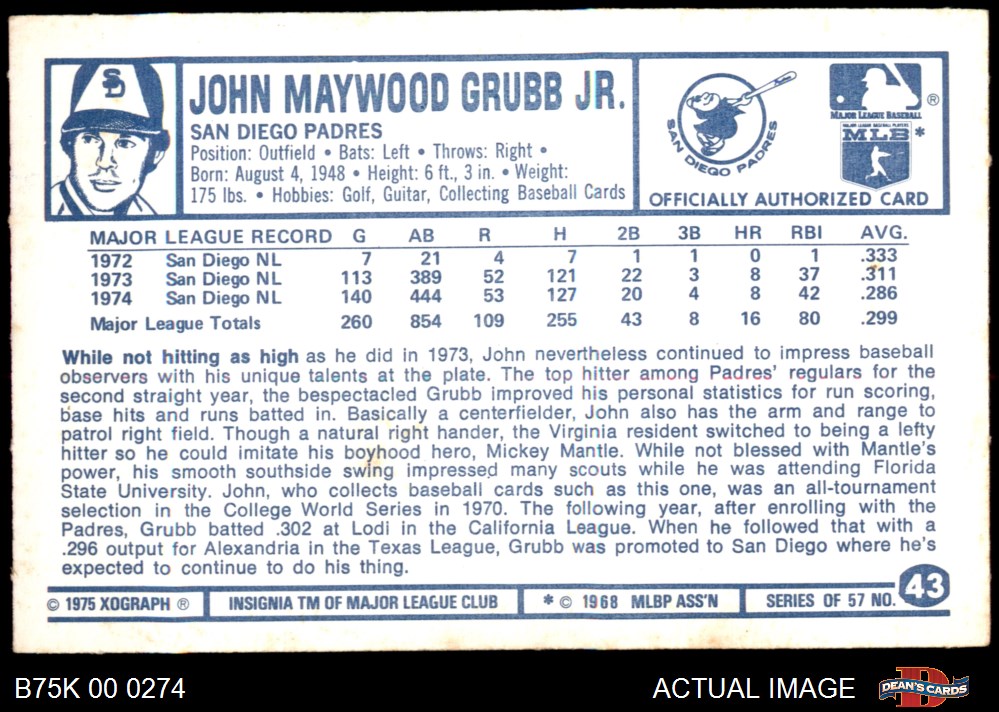 SD
JOHN MAYWOOD GRUBB JR.
SAN DIEGO PADRES
Position: Outfield • Bats: Left • Throws: Right •
Born: August 4, 1948 • Height: 6 ft., 3 in. • Weight:
175 lbs. • Hobbies: Golf, Guitar, Collecting Baseball Cards
SAN DIEGO PADRES
®
MAJOR LEAGUE BASEBALL
MAJOR LEAGUE BASEBALL PLAYERS
MLB *
OFFICIALLY AUTHORIZED CARD
MAJOR LEAGUE RECORD G AB R H 2B 3B HR RBI AVG.
1972 San Diego NL 7 21 4 7 1 1 0 1 .333
1973 San Diego NL 113 389 52 121 22 3 8 37 .311
1974 San Diego NL 140 444 53 127 20 4 8 42 .286
Major League Totals 260 854 109 255 43 8 16 80 .299
While not hitting as high as he did in 1973, John nevertheless continued to impress baseball
observers with his unique talents at the plate. The top hitter among Padres' regulars for the
second straight year, the bespectacled Grubb improved his personal statistics for run scoring,
base hits and runs batted in. Basically a centerfielder, John also has the arm and range to
patrol right field. Though a natural right hander, the Virginia resident switched to being a lefty
hitter so he could imitate his boyhood hero, Mickey Mantle. While not blessed with Mantle's
power, his smooth southside swing impressed many scouts while he was attending Florida
State University. John, who collects baseball cards such as this one, was an all-tournament
selection in the College World Series in 1970. The following year, after enrolling with the
Padres, Grubb batted .302 at Lodi in the California League. When he followed that with a
.296 output for Alexandria in the Texas League, Grubb was promoted to San Diego where he's
expected to continue to do his thing.
© 1975 XOGRAPH ® INSIGNIA TM OF MAJOR LEAGUE CLUB * © 1968 MLBP ASS'N SERIES OF 57 NO. 43
B75K 00 0274 ACTUAL IMAGE D DEAN'S CARDS